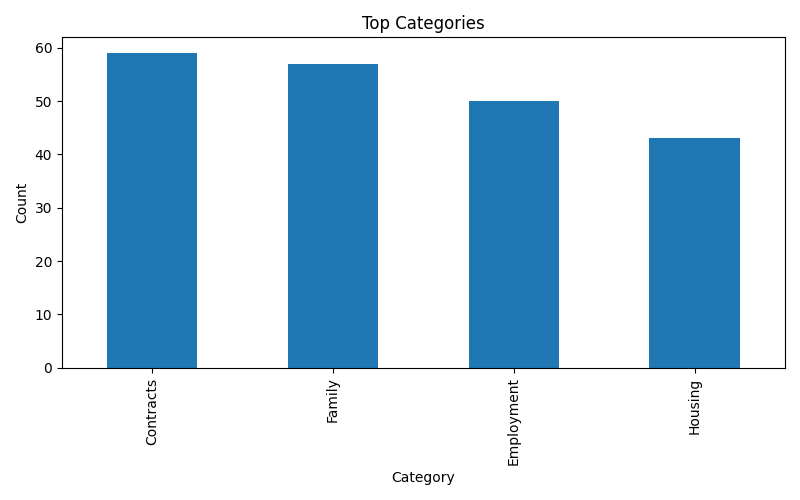 Top Categories
Count
60
50
40
30
20
10
0
Contracts
Family
Employment
Housing
Category